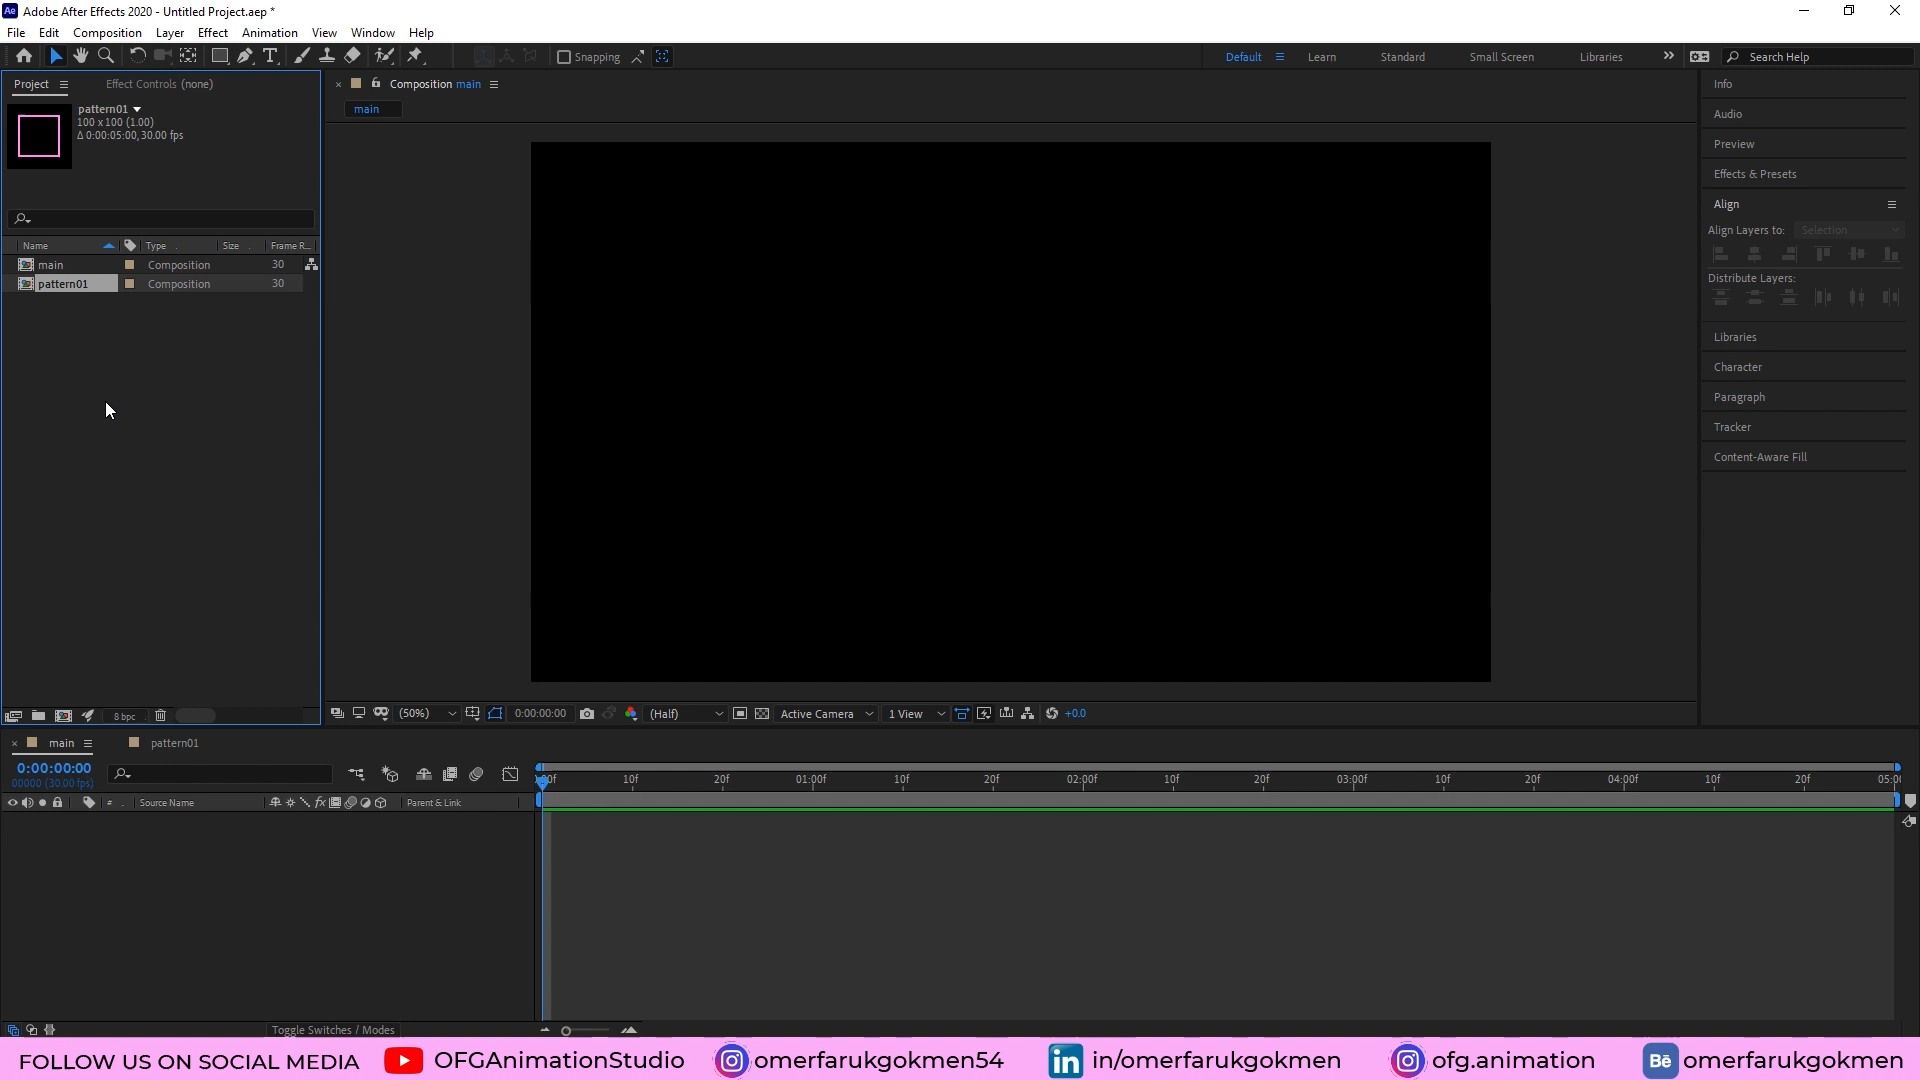 Ae Adobe After Effects 2020 - Untitled Project.aep *
File Edit Composition Layer Effect Animation View Window Help
Snapping Default Learn Standard Small Screen Libraries Search Help
Project Effect Controls (none)
pattern01
100 x 100 (1.00)
Δ 0:00:05:00, 30.00 fps
Name Type Size Frame R...
main Composition 30
pattern01 Composition 30
8 bpc
Composition main
main
(50%) 0:00:00:00 (Half) Active Camera 1 View +0.0
Info
Audio
Preview
Effects & Presets
Align
Align Layers to: Selection
Distribute Layers:
Libraries
Character
Paragraph
Tracker
Content-Aware Fill
main pattern01
0:00:00:00
00000 (30.00 fps)
# Source Name Parent & Link
10f 20f 01:00f 10f 20f 02:00f 10f 20f 03:00f 10f 20f 04:00f 10f 20f
Toggle Switches / Modes
FOLLOW US ON SOCIAL MEDIA OFGAnimationStudio omerfarukgokmen54 in in/omerfarukgokmen ofg.animation Bē omerfarukgokmen